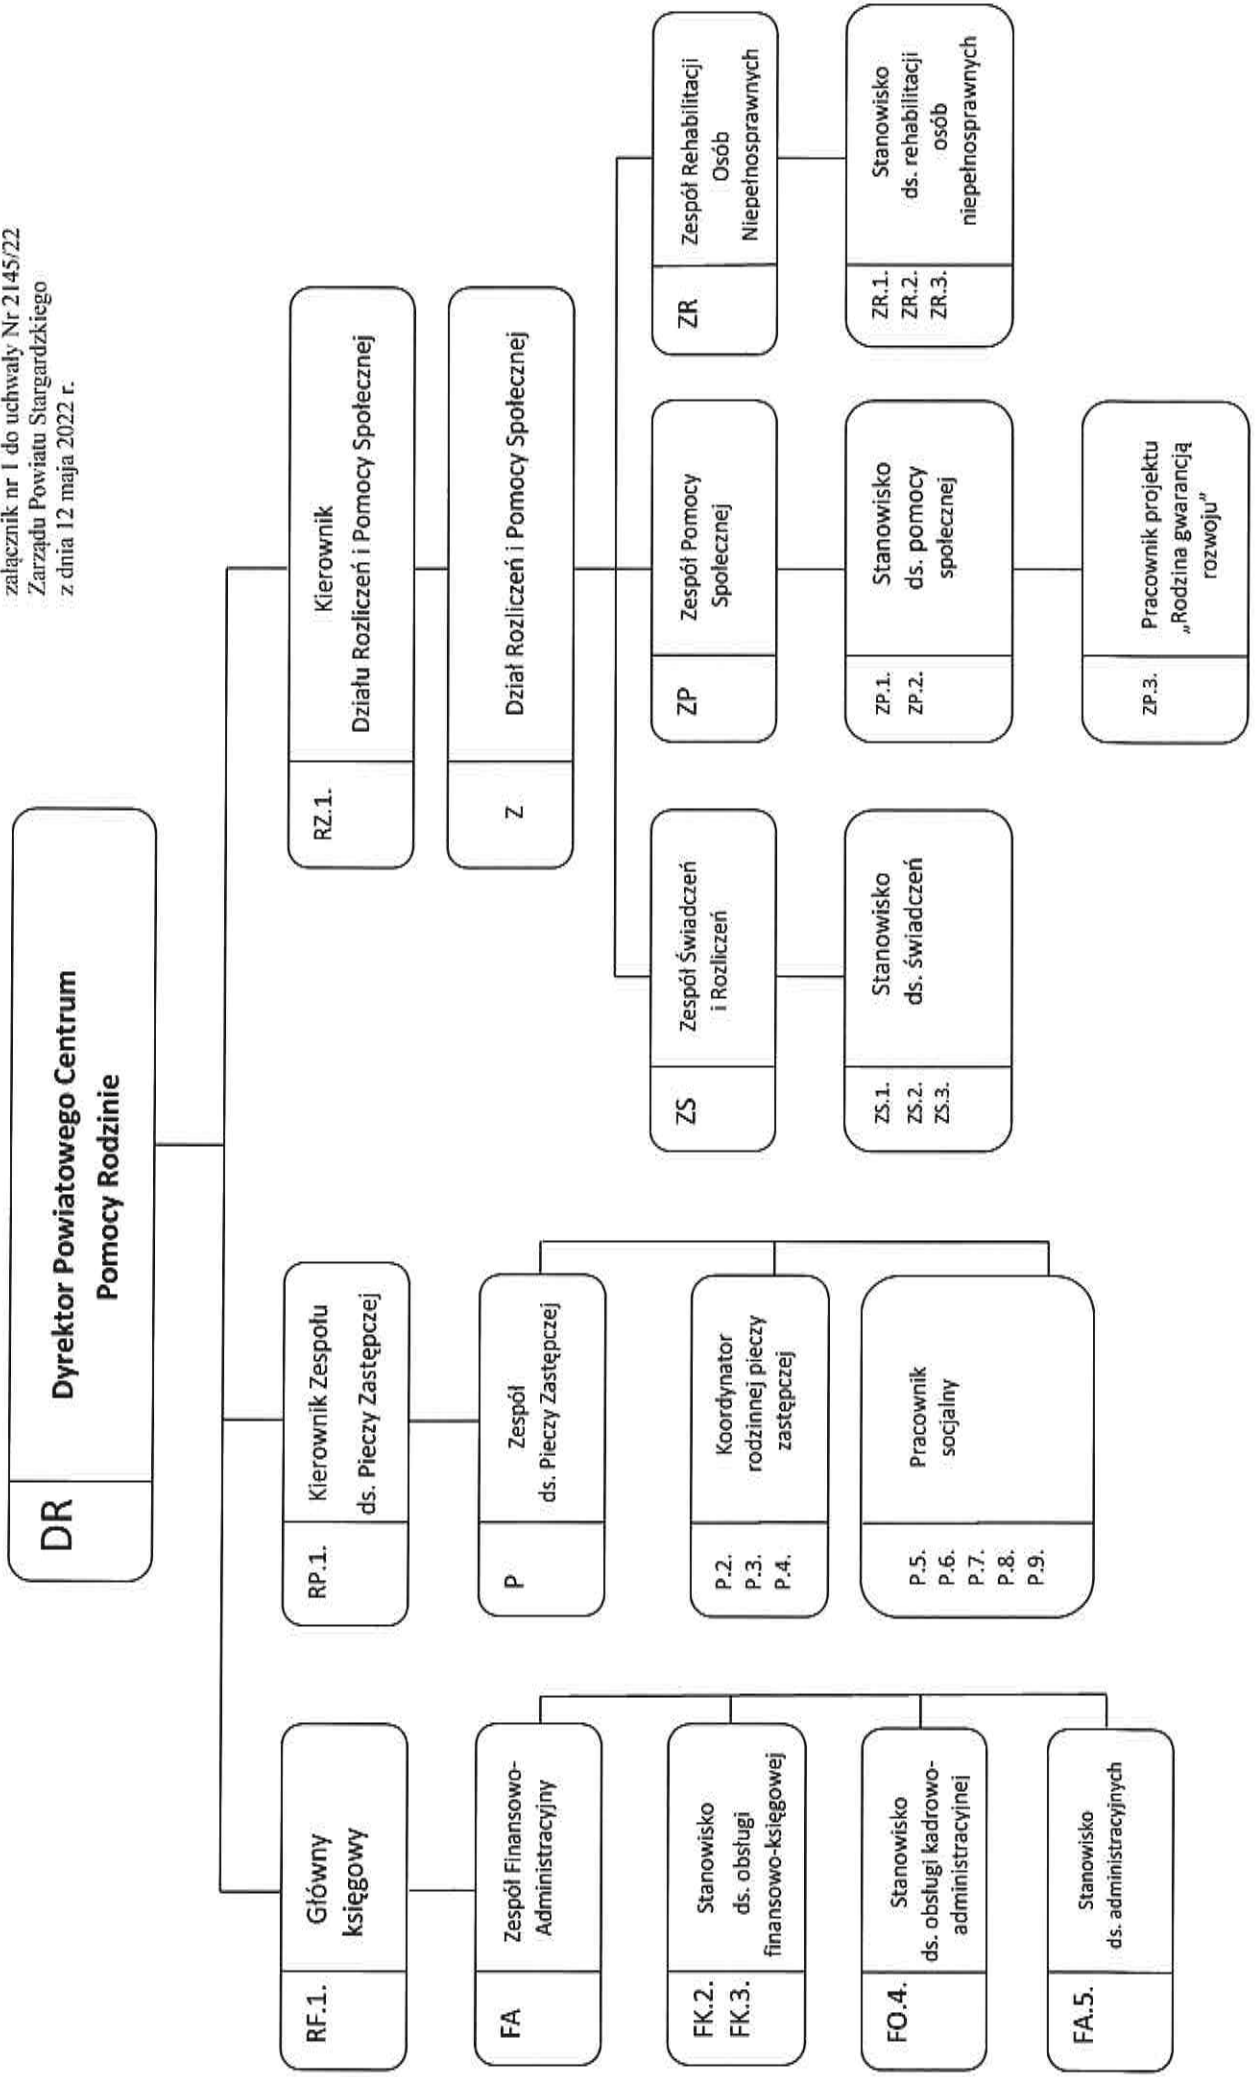 załącznik nr 1 do uchwały Nr 2145/22
Zarządu Powiatu Stargardzkiego
z dnia 12 maja 2022 r.
DR
Dyrektor Powiatowego Centrum
Pomocy Rodzinie
RF.1.
Główny
księgowy
FA
Zespół Finansowo-
Administracyjny
FK.2.
FK.3.
Stanowisko
ds. obsługi
finansowo-księgowej
FO.4.
Stanowisko
ds. obsługi kadrowo-
administracyjnej
FA.5.
Stanowisko
ds. administracyjnych
RP.1.
Kierownik Zespołu
ds. Pieczy Zastępczej
P
Zespół
ds. Pieczy Zastępczej
P.2.
P.3.
P.4.
Koordynator
rodzinnej pieczy
zastępczej
P.5.
P.6.
P.7.
P.8.
P.9.
Pracownik
socjalny
RZ.1.
Kierownik
Działu Rozliczeń i Pomocy Społecznej
Z
Dział Rozliczeń i Pomocy Społecznej
ZS
Zespół Świadczeń
i Rozliczeń
ZS.1.
ZS.2.
ZS.3.
Stanowisko
ds. świadczeń
ZP
Zespół Pomocy
Społecznej
ZP.1.
ZP.2.
Stanowisko
ds. pomocy
społecznej
ZP.3.
Pracownik projektu
„Rodzina gwarancją
rozwoju”
ZR
Zespół Rehabilitacji
Osób
Niepełnosprawnych
ZR.1.
ZR.2.
ZR.3.
Stanowisko
ds. rehabilitacji
osób
niepełnosprawnych